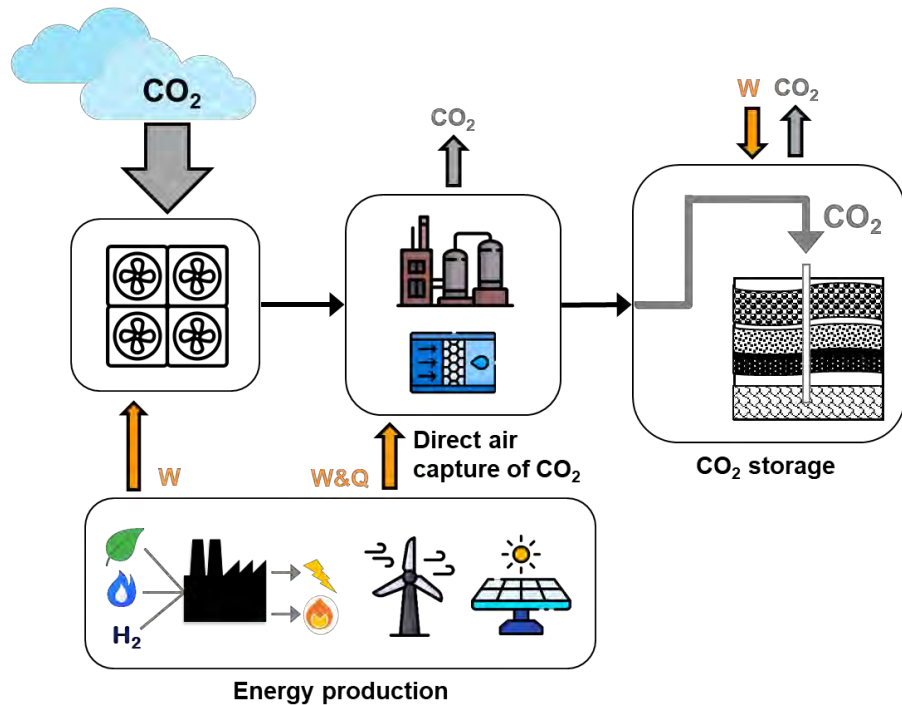 CO₂
CO₂
W CO₂
CO₂
W
W&Q
Direct air
capture of CO₂
CO₂ storage
H₂
Energy production